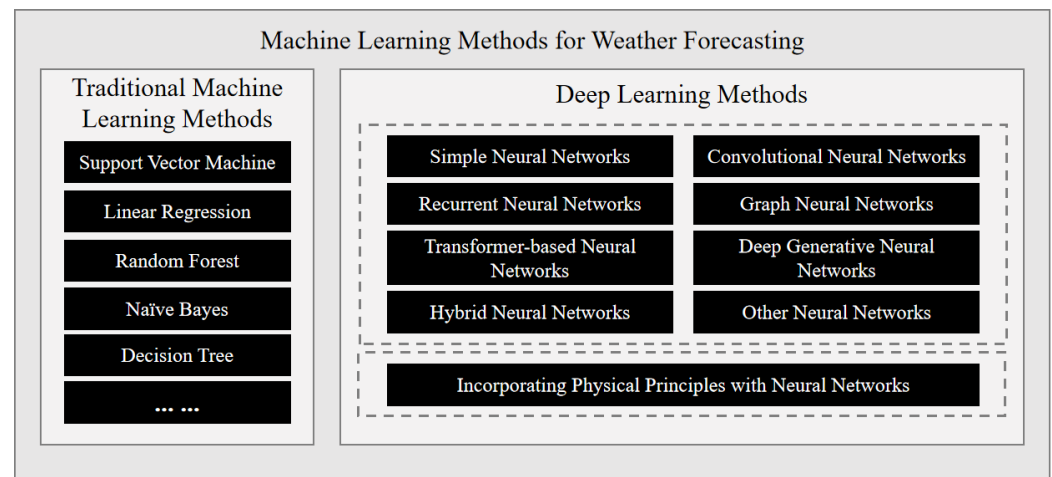 Machine Learning Methods for Weather Forecasting
Traditional Machine
Learning Methods
Support Vector Machine
Linear Regression
Random Forest
Naïve Bayes
Decision Tree
... ...
Deep Learning Methods
Simple Neural Networks
Convolutional Neural Networks
Recurrent Neural Networks
Graph Neural Networks
Transformer-based Neural
Networks
Deep Generative Neural
Networks
Hybrid Neural Networks
Other Neural Networks
Incorporating Physical Principles with Neural Networks